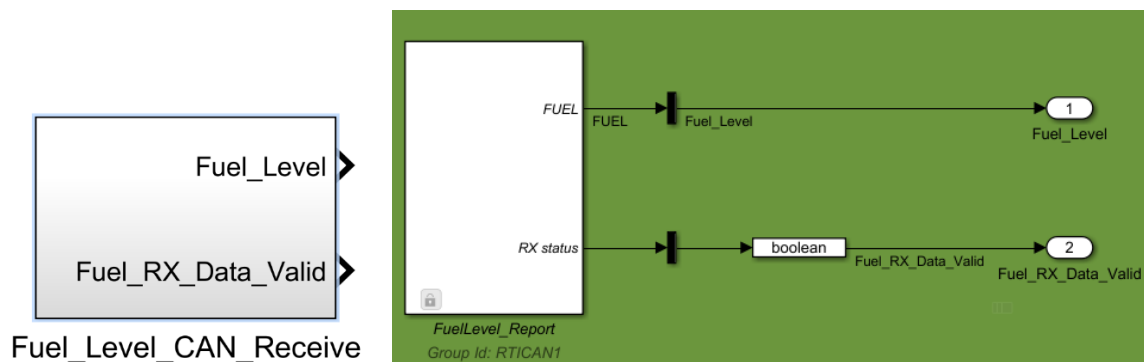 Fuel_Level
Fuel_RX_Data_Valid
Fuel_Level_CAN_Receive
FUEL
FUEL
Fuel_Level
1
Fuel_Level
RX status
boolean
Fuel_RX_Data_Valid
2
Fuel_RX_Data_Valid
FuelLevel_Report
Group Id: RTICAN1